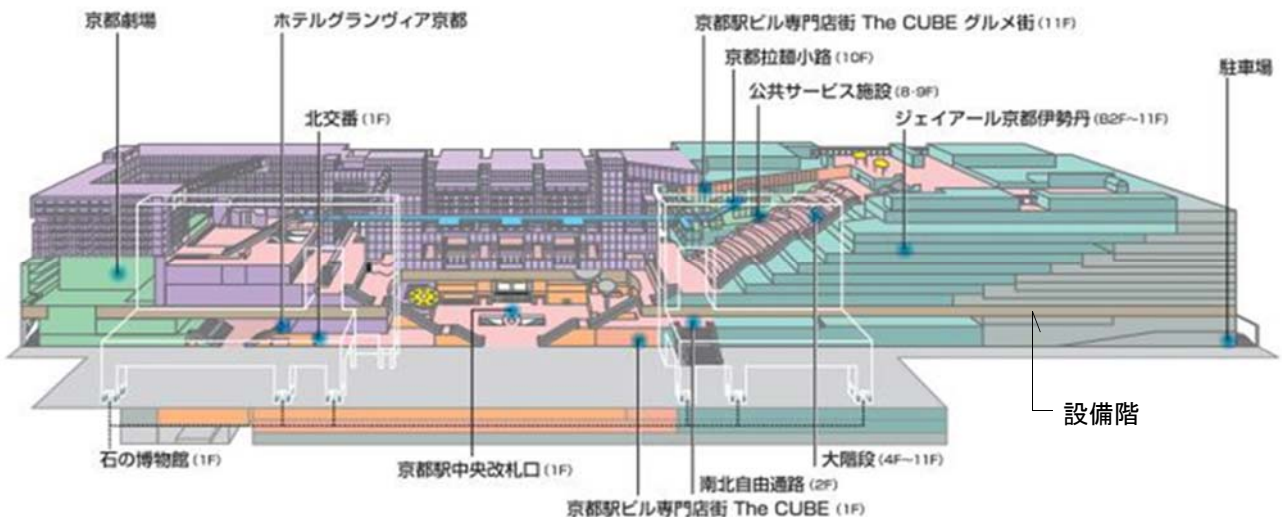 京都劇場
ホテルグランヴィア京都
京都駅ビル専門店街 The CUBE グルメ街 (11F)
京都拉麺小路 (10F)
駐車場
公共サービス施設 (8-9F)
北交番 (1F)
ジェイアール京都伊勢丹 (B2F~11F)
設備階
石の博物館 (1F)
京都駅中央改札口 (1F)
大階段 (4F~11F)
南北自由通路 (2F)
京都駅ビル専門店街 The CUBE (1F)